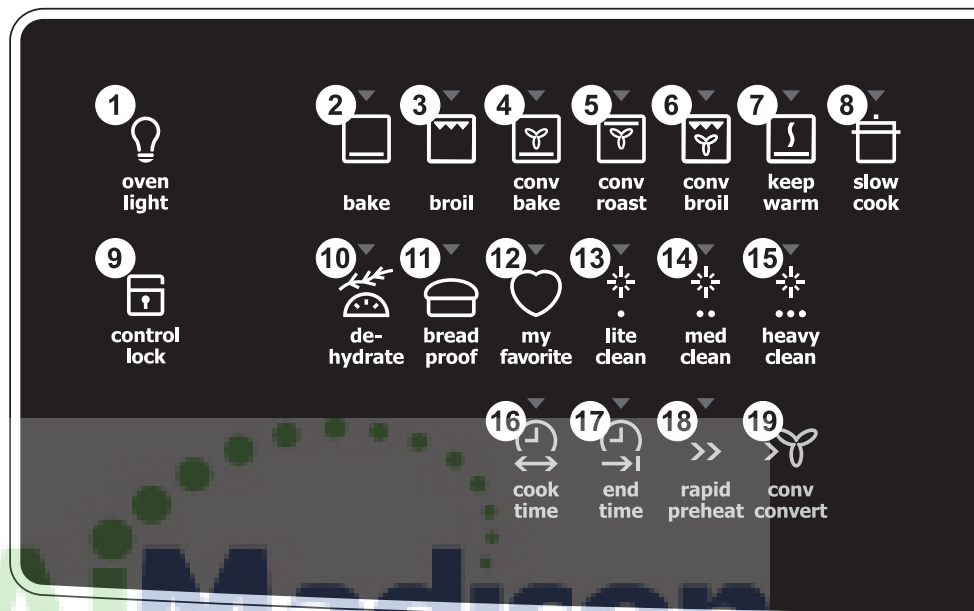 1 2 3 4 5 6 7 8
oven light
bake
broil
conv bake
conv roast
conv broil
keep warm
slow cook
9 10 11 12 13 14 15
control lock
de-hydrate
bread proof
my favorite
lite clean
med clean
heavy clean
16 17 18 19
cook time
end time
rapid preheat
conv convert
AjMadison